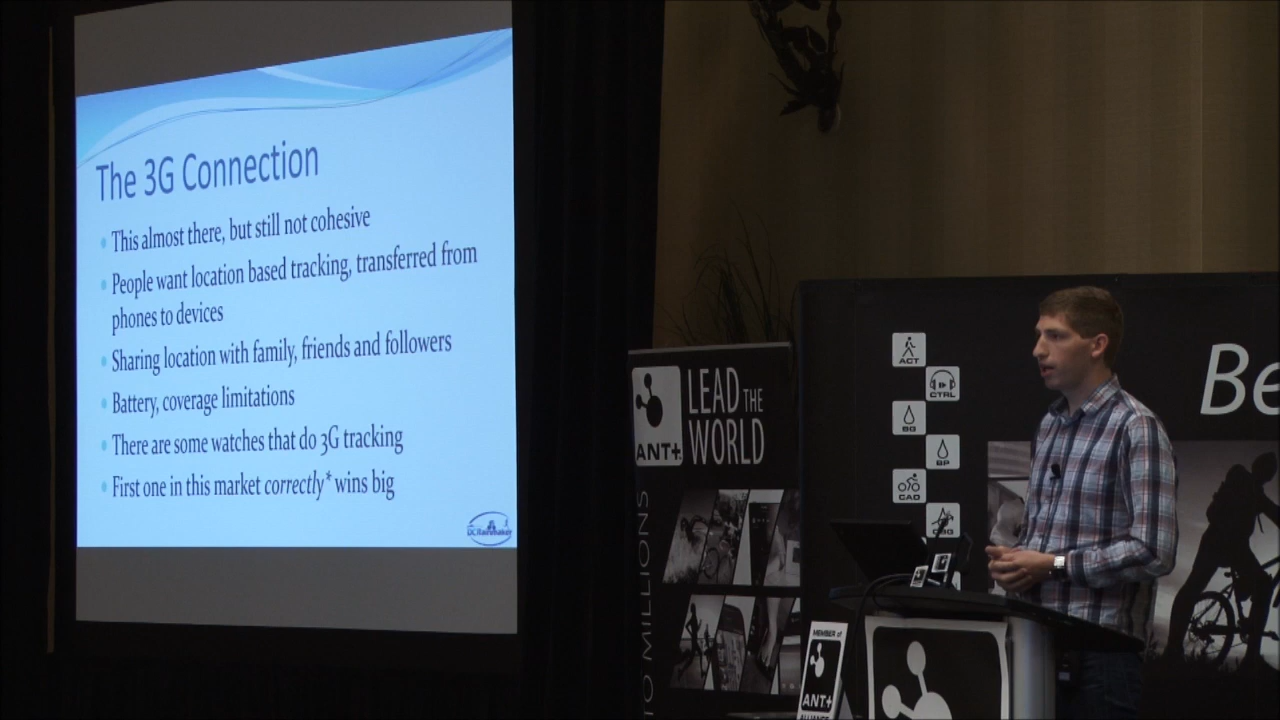 The 3G Connection
This almost there, but still not cohesive
People want location based tracking, transferred from
phones to devices
Sharing location with family, friends and followers
Battery, coverage limitations
There are some watches that do 3G tracking
First one in this market correctly* wins big
DCRainmaker
ANT+
LEAD THE
WORLD
TO MILLIONS
ACT
CTRL
BG
BP
CAD
Be
MEMBER of
ANT+
ALLIANCE